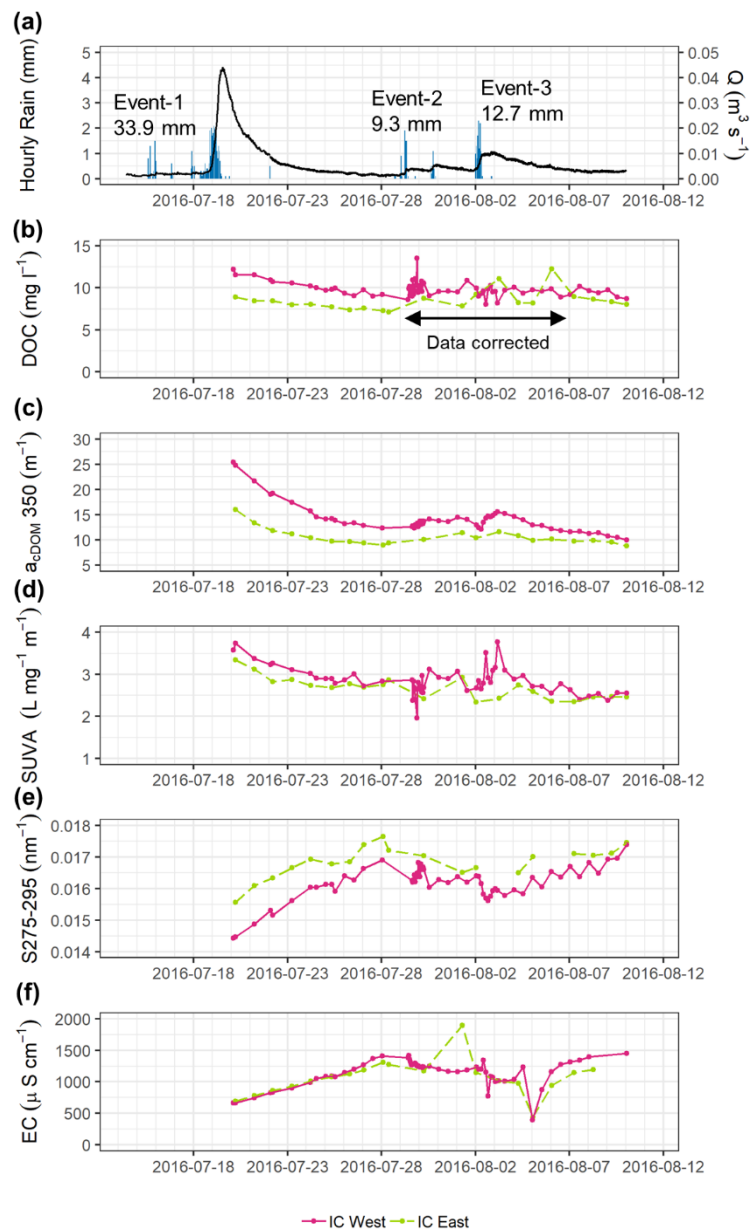 (a)
Hourly Rain (mm)
5
4
3
2
1
0
Event-1
33.9 mm
Event-2
9.3 mm
Event-3
12.7 mm
0.05
0.04
0.03
0.02
0.01
0.00
Q (m³ s⁻¹)
2016-07-18 2016-07-23 2016-07-28 2016-08-02 2016-08-07 2016-08-12
(b)
DOC (mg l⁻¹)
15
10
5
0
Data corrected
2016-07-18 2016-07-23 2016-07-28 2016-08-02 2016-08-07 2016-08-12
(c)
a_cDOM 350 (m⁻¹)
30
25
20
15
10
5
2016-07-18 2016-07-23 2016-07-28 2016-08-02 2016-08-07 2016-08-12
(d)
SUVA (L mg⁻¹ m⁻¹)
4
3
2
1
2016-07-18 2016-07-23 2016-07-28 2016-08-02 2016-08-07 2016-08-12
(e)
S275-295 (nm⁻¹)
0.018
0.017
0.016
0.015
0.014
2016-07-18 2016-07-23 2016-07-28 2016-08-02 2016-08-07 2016-08-12
(f)
EC (μ S cm⁻¹)
2000
1500
1000
500
0
2016-07-18 2016-07-23 2016-07-28 2016-08-02 2016-08-07 2016-08-12
IC West IC East